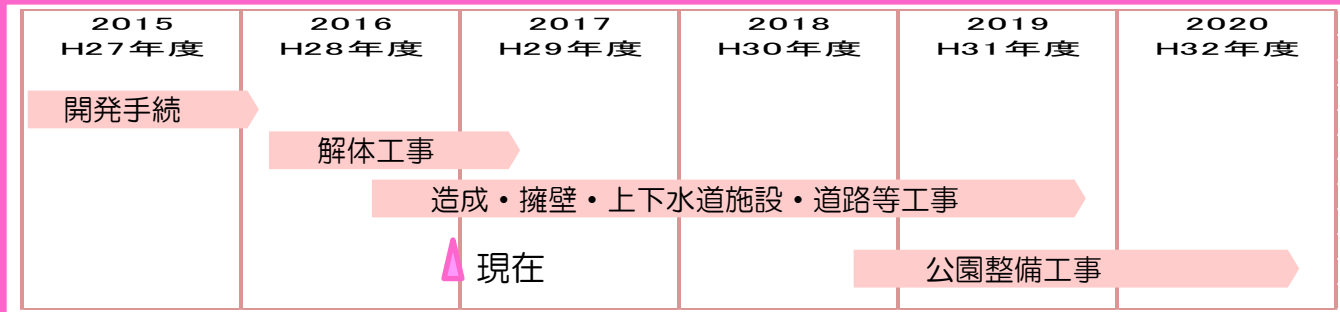 2015
H27年度
2016
H28年度
2017
H29年度
2018
H30年度
2019
H31年度
2020
H32年度
開発手続
解体工事
造成・擁壁・上下水道施設・道路等工事
現在
公園整備工事